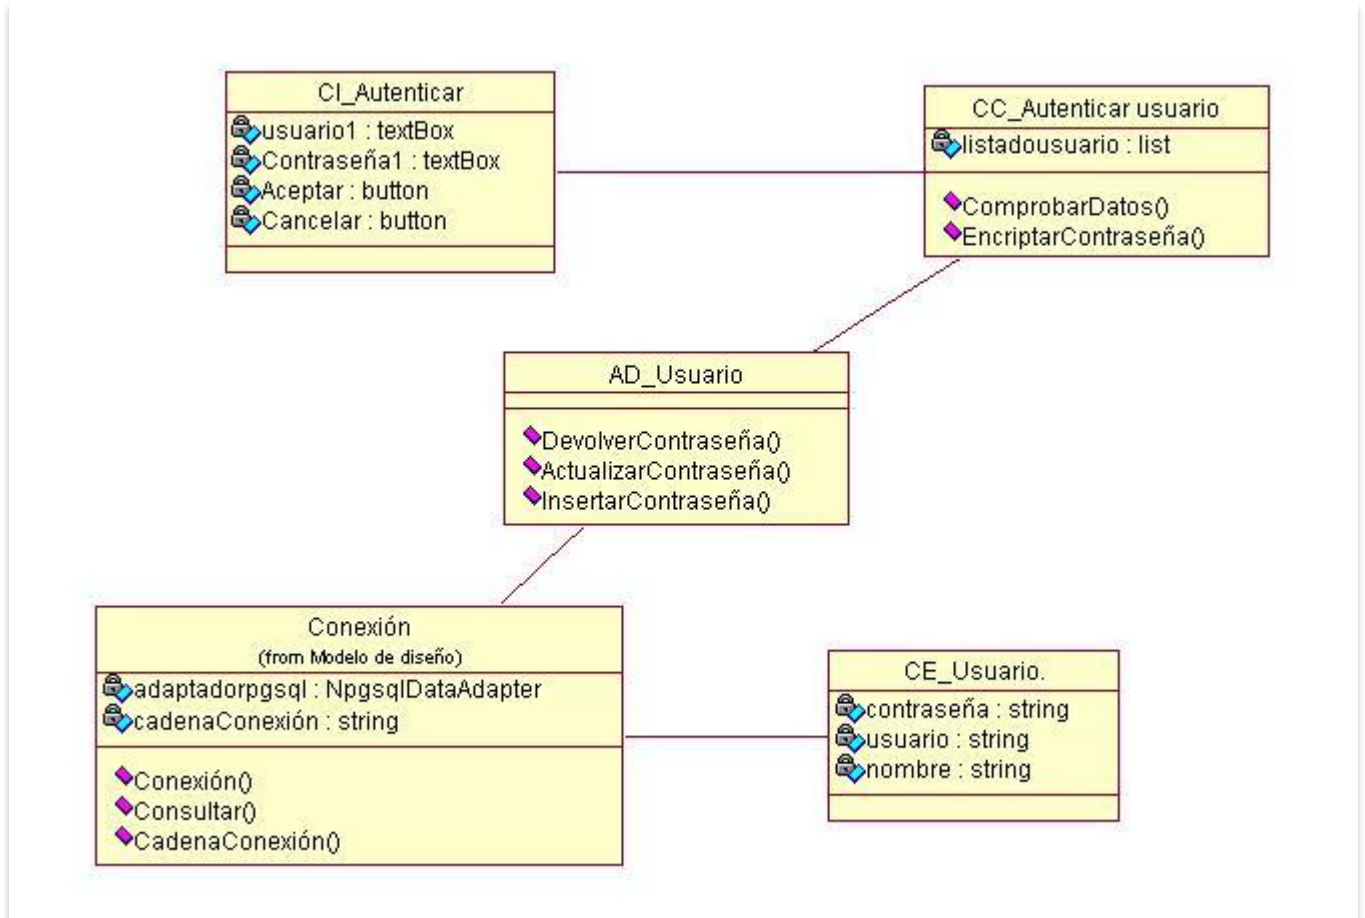 CI_Autenticar
usuario1 : textBox
Contraseña1 : textBox
Aceptar : button
Cancelar : button
CC_Autenticar usuario
listadousuario : list
ComprobarDatos()
EncriptarContraseña()
AD_Usuario
DevolverContraseña()
ActualizarContraseña()
InsertarContraseña()
Conexión
(from Modelo de diseño)
adaptadorpgsql : NpgsqlDataAdapter
cadenaConexión : string
Conexión()
Consultar()
CadenaConexión()
CE_Usuario.
contraseña : string
usuario : string
nombre : string